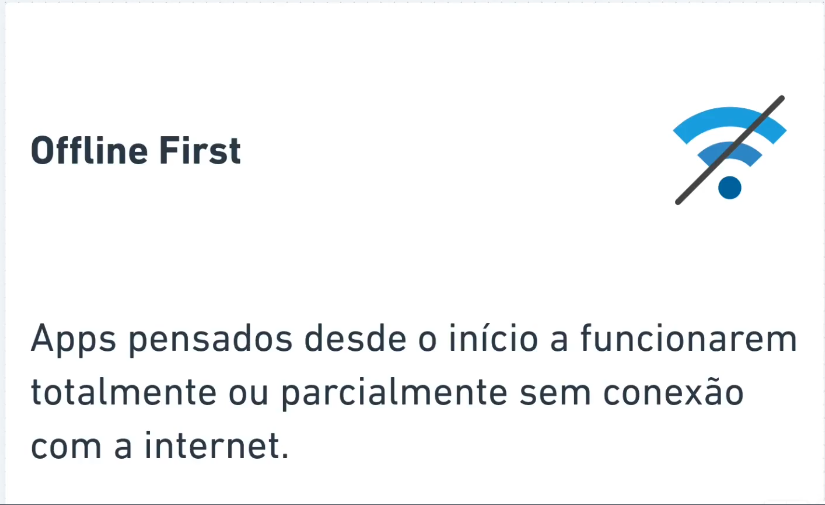 Offline First
Apps pensados desde o início a funcionarem
totalmente ou parcialmente sem conexão
com a internet.